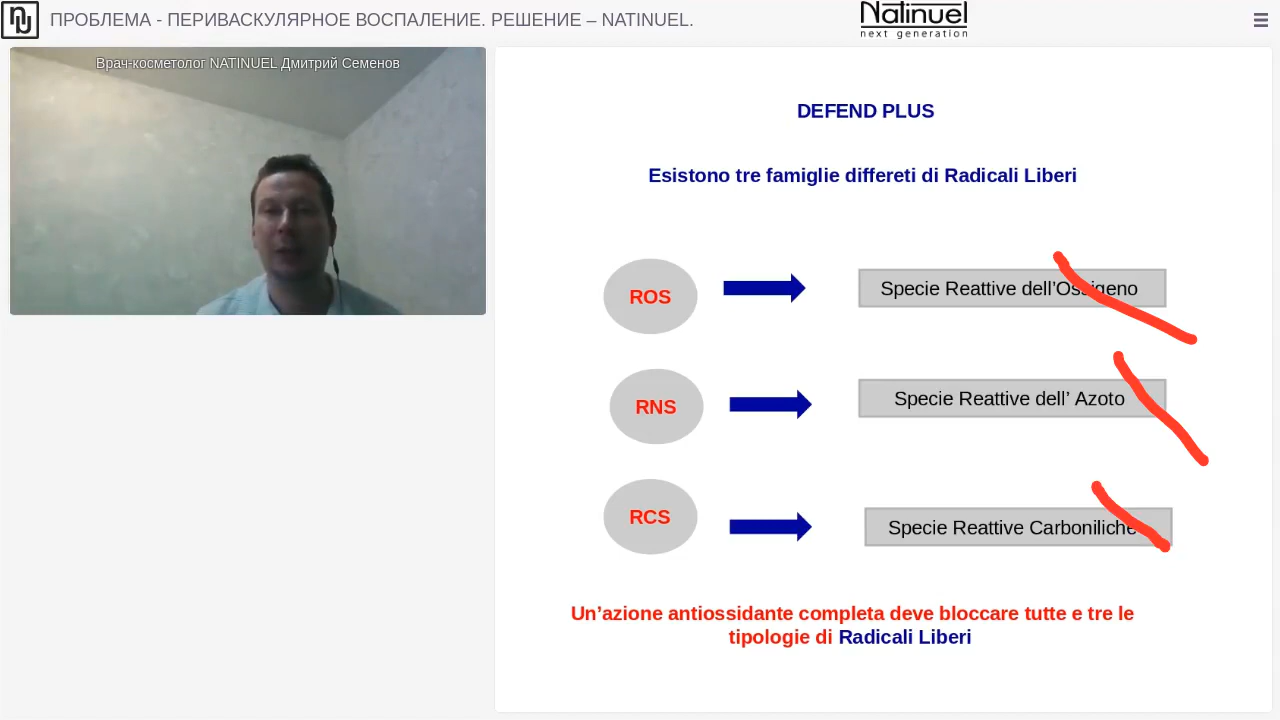 ПРОБЛЕМА - ПЕРИВАСКУЛЯРНОЕ ВОСПАЛЕНИЕ. РЕШЕНИЕ – NATINUEL.
Natinuel
next generation
Врач-косметолог NATINUEL Дмитрий Семенов
DEFEND PLUS
Esistono tre famiglie differeti di Radicali Liberi
ROS
Specie Reattive dell'Ossigeno
RNS
Specie Reattive dell’ Azoto
RCS
Specie Reattive Carboniliche
Un’azione antiossidante completa deve bloccare tutte e tre le
tipologie di Radicali Liberi